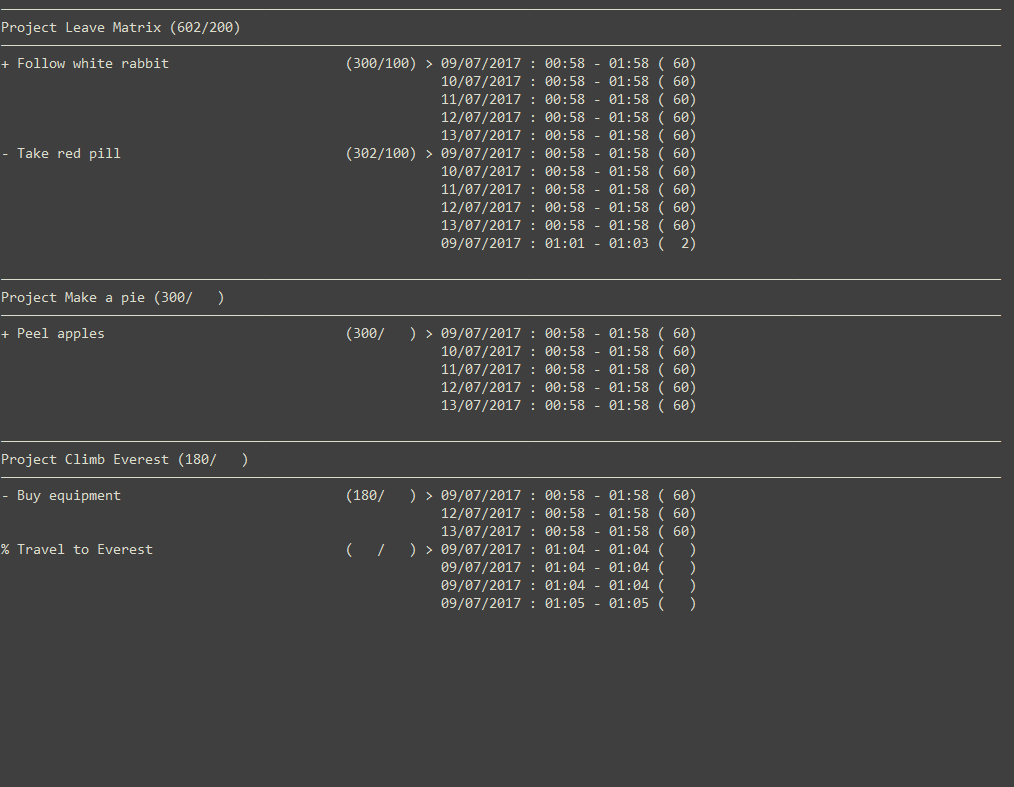 Project Leave Matrix (602/200)
+ Follow white rabbit                      (300/100) > 09/07/2017 : 00:58 - 01:58 ( 60)
                                                       10/07/2017 : 00:58 - 01:58 ( 60)
                                                       11/07/2017 : 00:58 - 01:58 ( 60)
                                                       12/07/2017 : 00:58 - 01:58 ( 60)
                                                       13/07/2017 : 00:58 - 01:58 ( 60)
- Take red pill                            (302/100) > 09/07/2017 : 00:58 - 01:58 ( 60)
                                                       10/07/2017 : 00:58 - 01:58 ( 60)
                                                       11/07/2017 : 00:58 - 01:58 ( 60)
                                                       12/07/2017 : 00:58 - 01:58 ( 60)
                                                       13/07/2017 : 00:58 - 01:58 ( 60)
                                                       09/07/2017 : 01:01 - 01:03 (  2)
Project Make a pie (300/   )
+ Peel apples                              (300/   ) > 09/07/2017 : 00:58 - 01:58 ( 60)
                                                       10/07/2017 : 00:58 - 01:58 ( 60)
                                                       11/07/2017 : 00:58 - 01:58 ( 60)
                                                       12/07/2017 : 00:58 - 01:58 ( 60)
                                                       13/07/2017 : 00:58 - 01:58 ( 60)
Project Climb Everest (180/   )
- Buy equipment                            (180/   ) > 09/07/2017 : 00:58 - 01:58 ( 60)
                                                       12/07/2017 : 00:58 - 01:58 ( 60)
                                                       13/07/2017 : 00:58 - 01:58 ( 60)
% Travel to Everest                        (   /   ) > 09/07/2017 : 01:04 - 01:04 (   )
                                                       09/07/2017 : 01:04 - 01:04 (   )
                                                       09/07/2017 : 01:04 - 01:04 (   )
                                                       09/07/2017 : 01:05 - 01:05 (   )